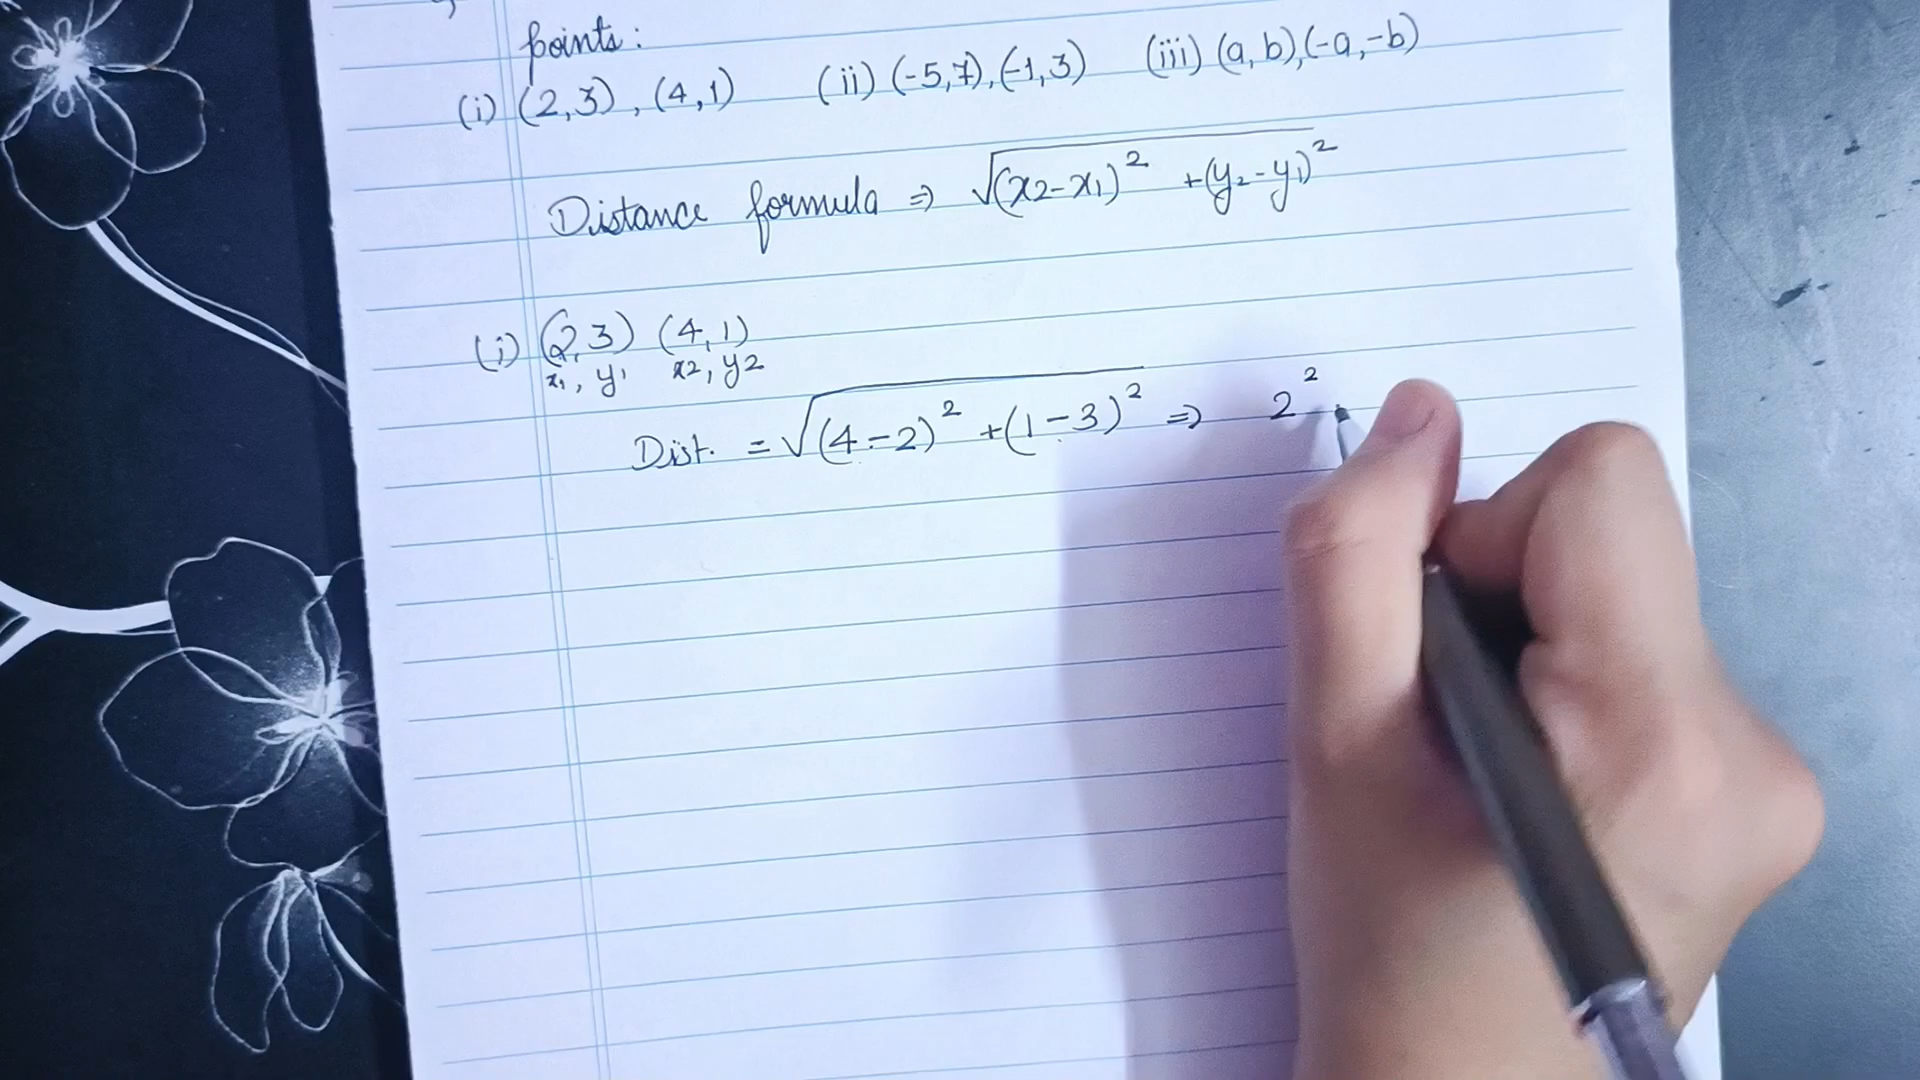 points:
(i) (2,3), (4,1) (ii) (-5,7), (-1,3) (iii) (a,b), (-a,-b)
Distance formula ⇒ √(x2-x1)² + (y2-y1)²
(i) (2,3) (4,1)
x1, y1 x2, y2
Dist. = √(4-2)² + (1-3)² ⇒ 2²